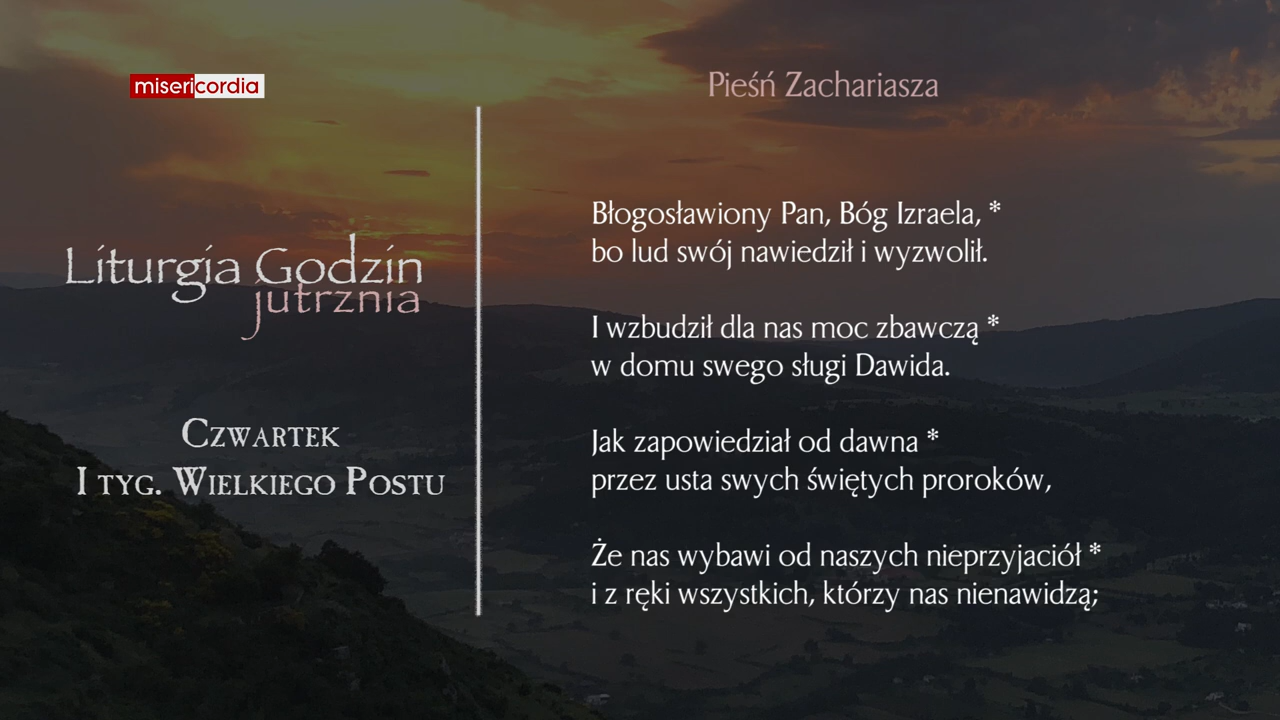 misericordia
Liturgia Godzin
jutrznia
Czwartek
I tyg. Wielkiego Postu
Pieśń Zachariasza
Błogosławiony Pan, Bóg Izraela, *
bo lud swój nawiedził i wyzwolił.
I wzbudził dla nas moc zbawczą *
w domu swego sługi Dawida.
Jak zapowiedział od dawna *
przez usta swych świętych proroków,
Że nas wybawi od naszych nieprzyjaciół *
i z ręki wszystkich, którzy nas nienawidzą;